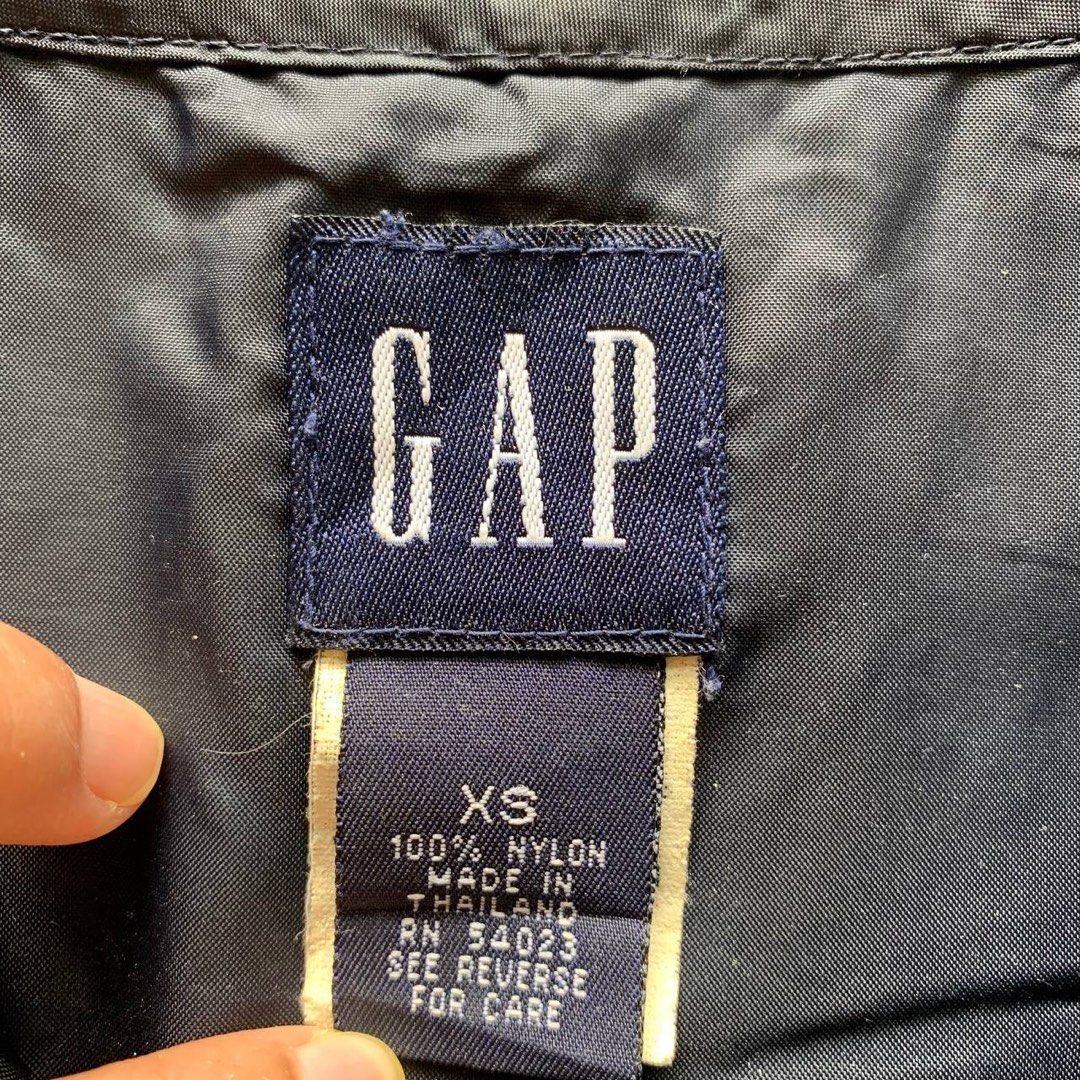 GAP
XS
100% NYLON
MADE IN
THAILAND
RN 54023
SEE REVERSE
FOR CARE